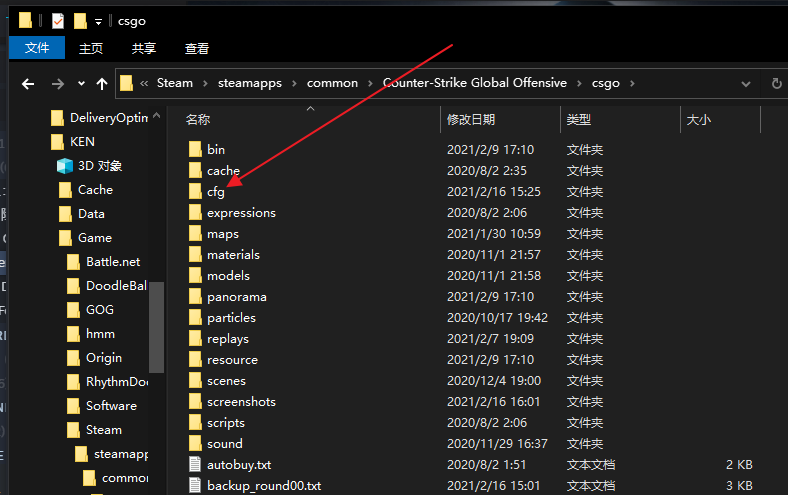 csgo
文件 主页 共享 查看
« Steam › steamapps › common › Counter-Strike Global Offensive › csgo ›
DeliveryOptim
KEN
3D 对象
Cache
Data
Game
Battle.net
DoodleBal
GOG
hmm
Origin
RhythmDoc
Software
Steam
steamapp
common
名称 修改日期 类型 大小
bin 2021/2/9 17:10 文件夹
cache 2020/8/2 2:35 文件夹
cfg 2021/2/16 15:25 文件夹
expressions 2020/8/2 2:06 文件夹
maps 2021/1/30 10:59 文件夹
materials 2020/11/1 21:57 文件夹
models 2020/11/1 21:58 文件夹
panorama 2021/2/9 17:10 文件夹
particles 2020/10/17 19:42 文件夹
replays 2021/2/7 19:09 文件夹
resource 2021/2/9 17:10 文件夹
scenes 2020/12/4 19:00 文件夹
screenshots 2021/2/16 16:01 文件夹
scripts 2020/8/2 2:06 文件夹
sound 2020/11/29 16:37 文件夹
autobuy.txt 2020/8/2 1:51 文本文档 2 KB
backup_round00.txt 2021/2/16 15:01 文本文档 3 KB